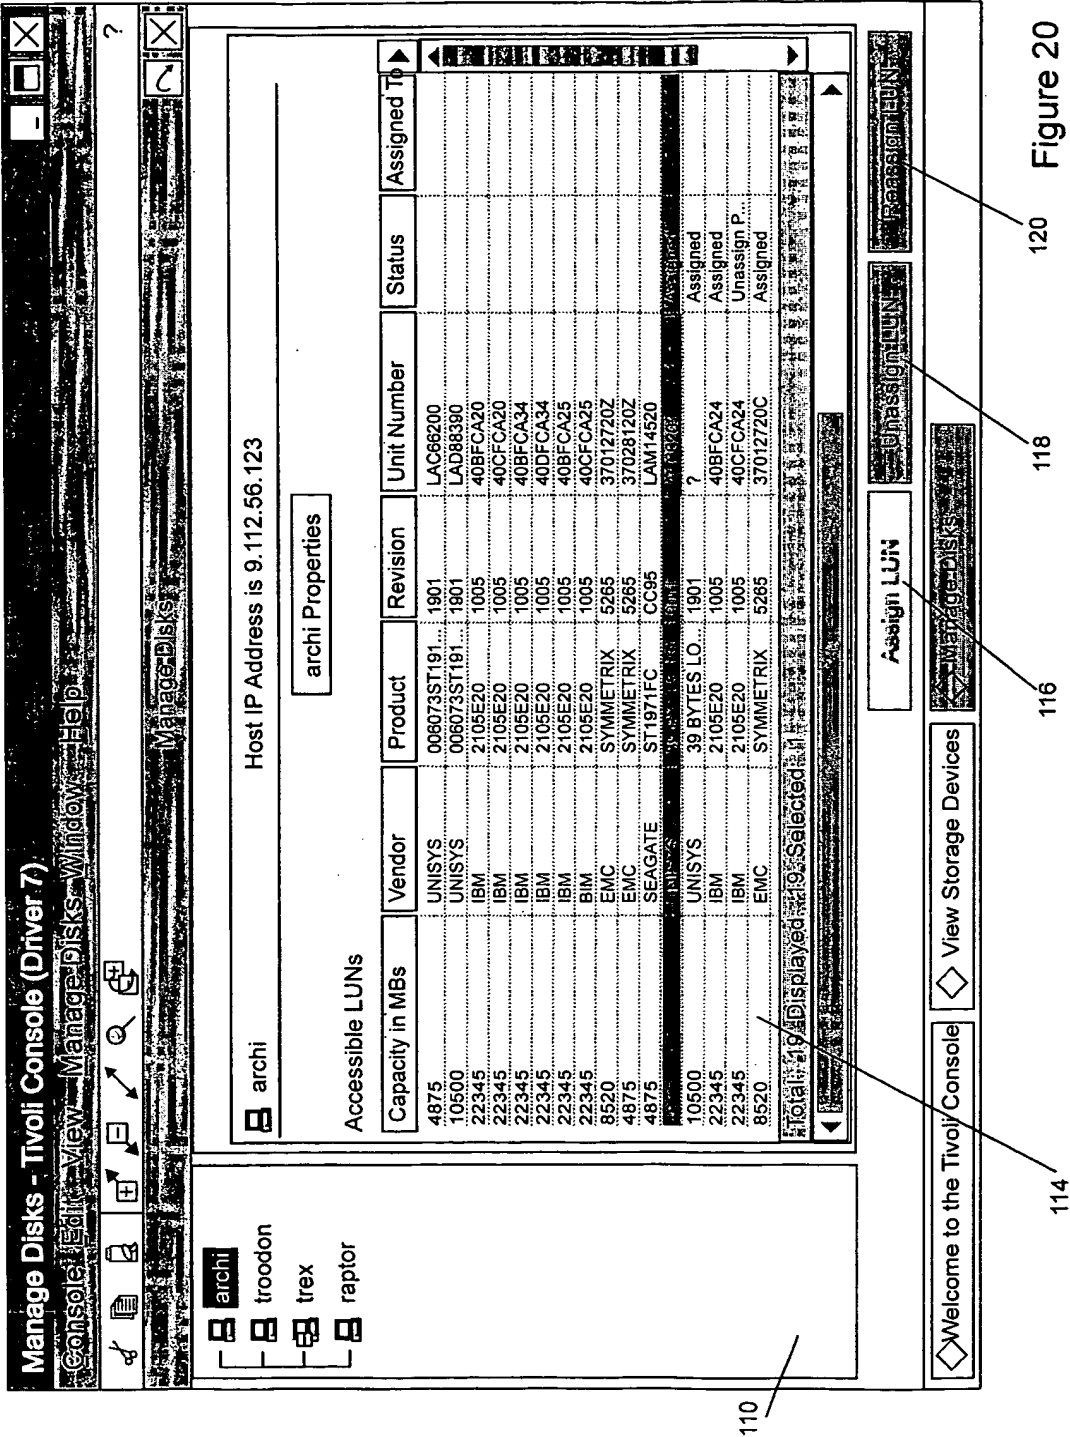 Manage Disks - Tivoli Console (Driver 7)
Console Edit View Manage Disks Window Help
?
Manage Disks
archi
troodon
trex
raptor
archi
Host IP Address is 9.112.56.123
archi Properties
Accessible LUNs
Capacity in MBs Vendor Product Revision Unit Number Status Assigned To
4875 UNISYS 006073ST191... 1901 LAC66200
10500 UNISYS 006073ST191... 1801 LAD88390
22345 IBM 2105E20 1005 40BFCA20
22345 IBM 2105E20 1005 40CFCA20
22345 IBM 2105E20 1005 40BFCA34
22345 IBM 2105E20 1005 40DFCA34
22345 IBM 2105E20 1005 40BFCA25
22345 BIM 2105E20 1005 40CFCA25
8520 EMC SYMMETRIX 5265 37012720Z
4875 EMC SYMMETRIX 5265 37028120Z
4875 SEAGATE ST1971FC CC95 LAM14520
10500 UNISYS 39 BYTES LO... 1901 ? Assigned
22345 IBM 2105E20 1005 40BFCA24 Assigned
22345 IBM 2105E20 1005 40CFCA24 Unassign P...
8520 EMC SYMMETRIX 5265 37012720C Assigned
Total: 19 Displayed: 19 Selected: 1
Assign LUN Unassign LUN Reassign LUN
Welcome to the Tivoli Console View Storage Devices Manage Disks
110
114
116
118
120
Figure 20